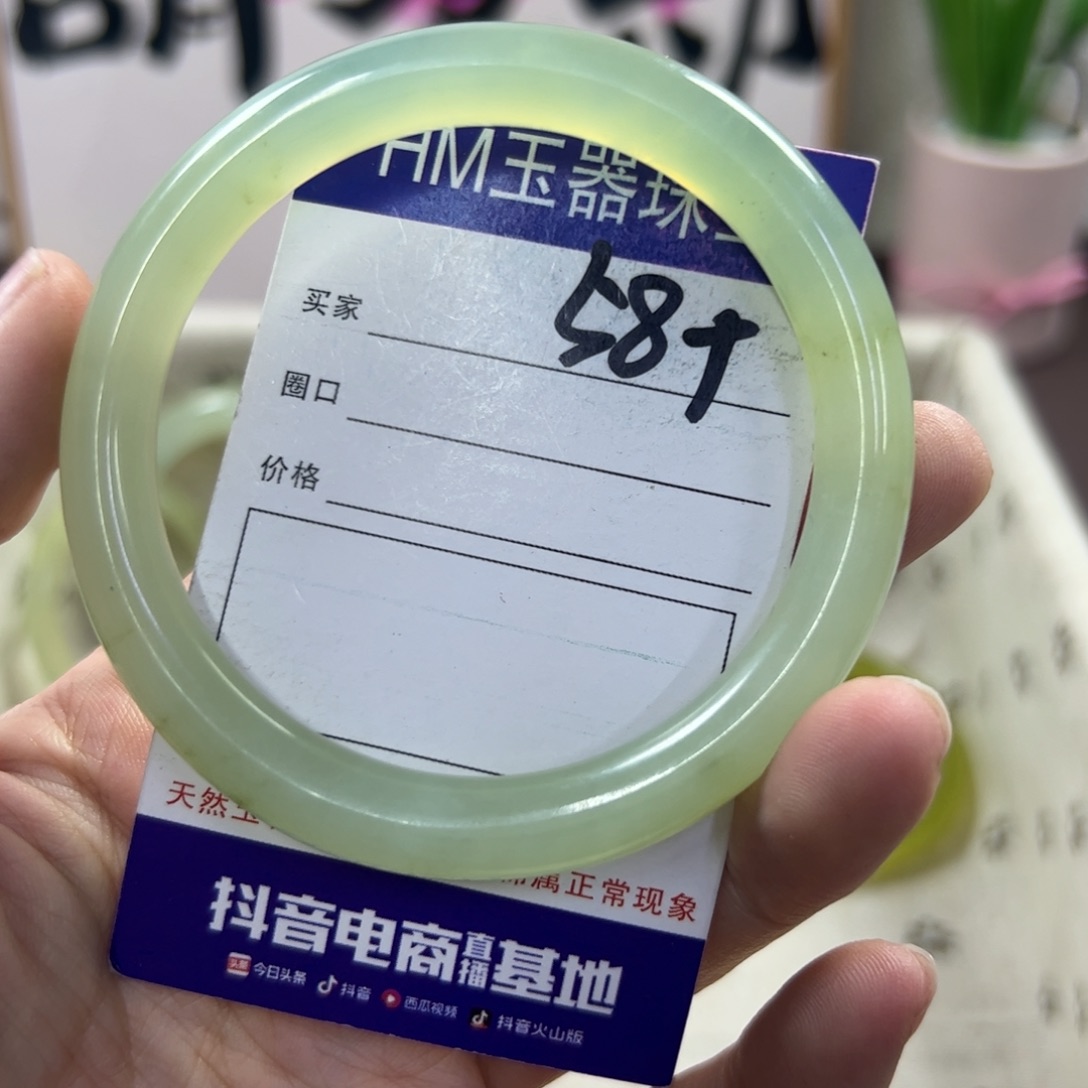 HM玉器珠
58+
买家
圈口
价格
天然
属正常现象
抖音电商直播基地
头条 今日头条 抖音 西瓜视频 抖音火山版